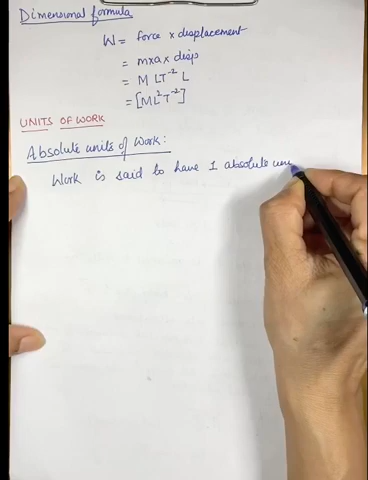 Dimensional formula
W = force x displacement
= m x a x disp
= M LT⁻² L
= [ML²T⁻²]
UNITS OF WORK
Absolute units of Work:
Work is said to have 1 absolute uni